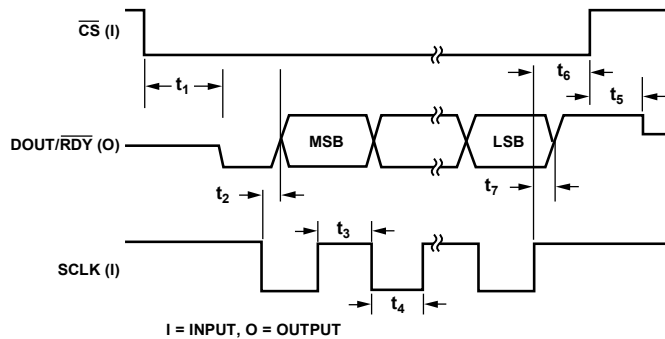 CS (I)
t1
t6
t5
DOUT/RDY (O)
MSB
LSB
t2
t7
t3
SCLK (I)
t4
I = INPUT, O = OUTPUT